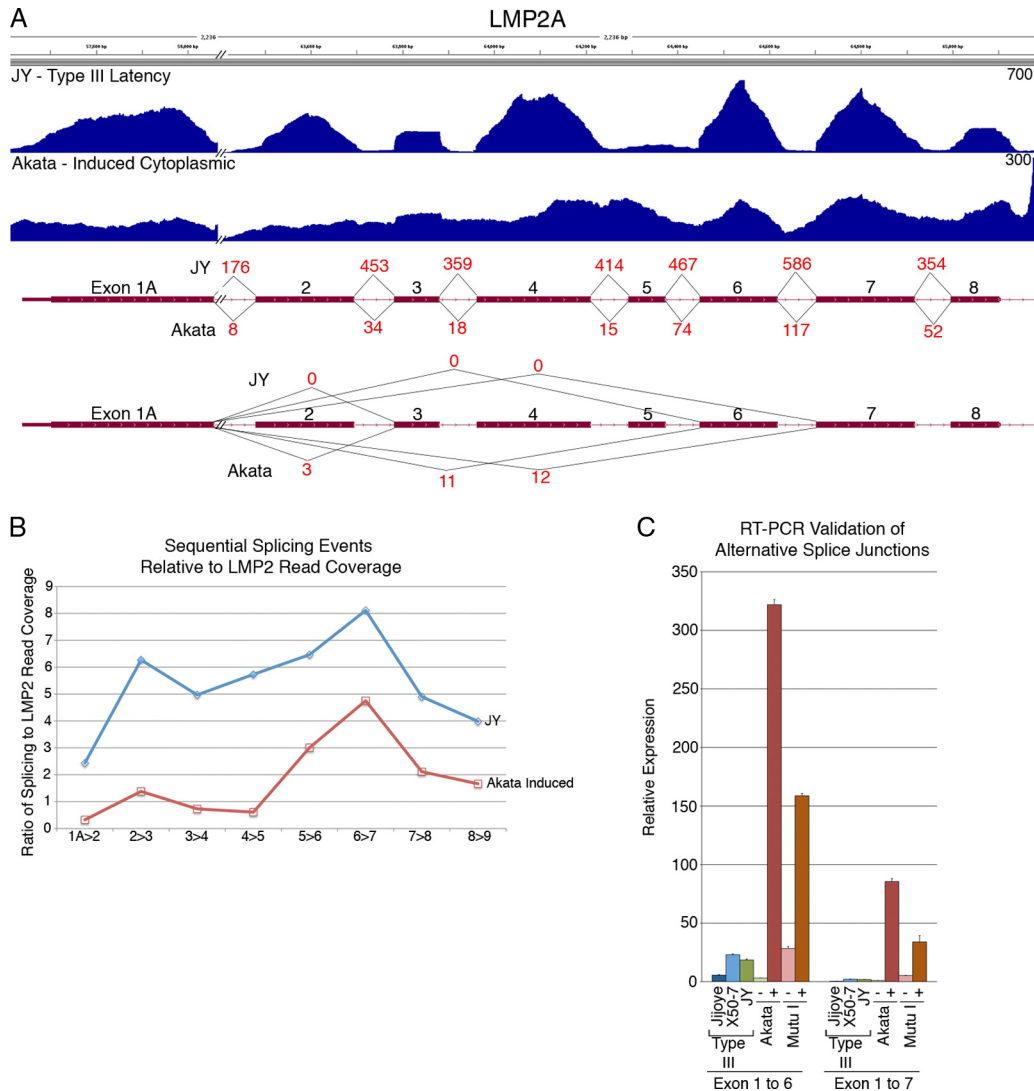 A
LMP2A
2,236 bp
2,236 bp
JY - Type III Latency
700
Akata - Induced Cytoplasmic
300
JY 176 453 359 414 467 586 354
Exon 1A 2 3 4 5 6 7 8
Akata 8 34 18 15 74 117 52
JY 0 0 0
Exon 1A 2 3 4 5 6 7 8
Akata 3 11 12
B
Sequential Splicing Events
Relative to LMP2 Read Coverage
Ratio of Splicing to LMP2 Read Coverage
9
8
7
6
5
4
3
2
1
0
JY
Akata Induced
1A>2 2>3 3>4 4>5 5>6 6>7 7>8 8>9
C
RT-PCR Validation of
Alternative Splice Junctions
Relative Expression
350
300
250
200
150
100
50
0
Jijoye X50-7 JY - + - + Jijoye X50-7 JY - + - +
Type III Akata Mutu I Type III Akata Mutu I
Exon 1 to 6 Exon 1 to 7